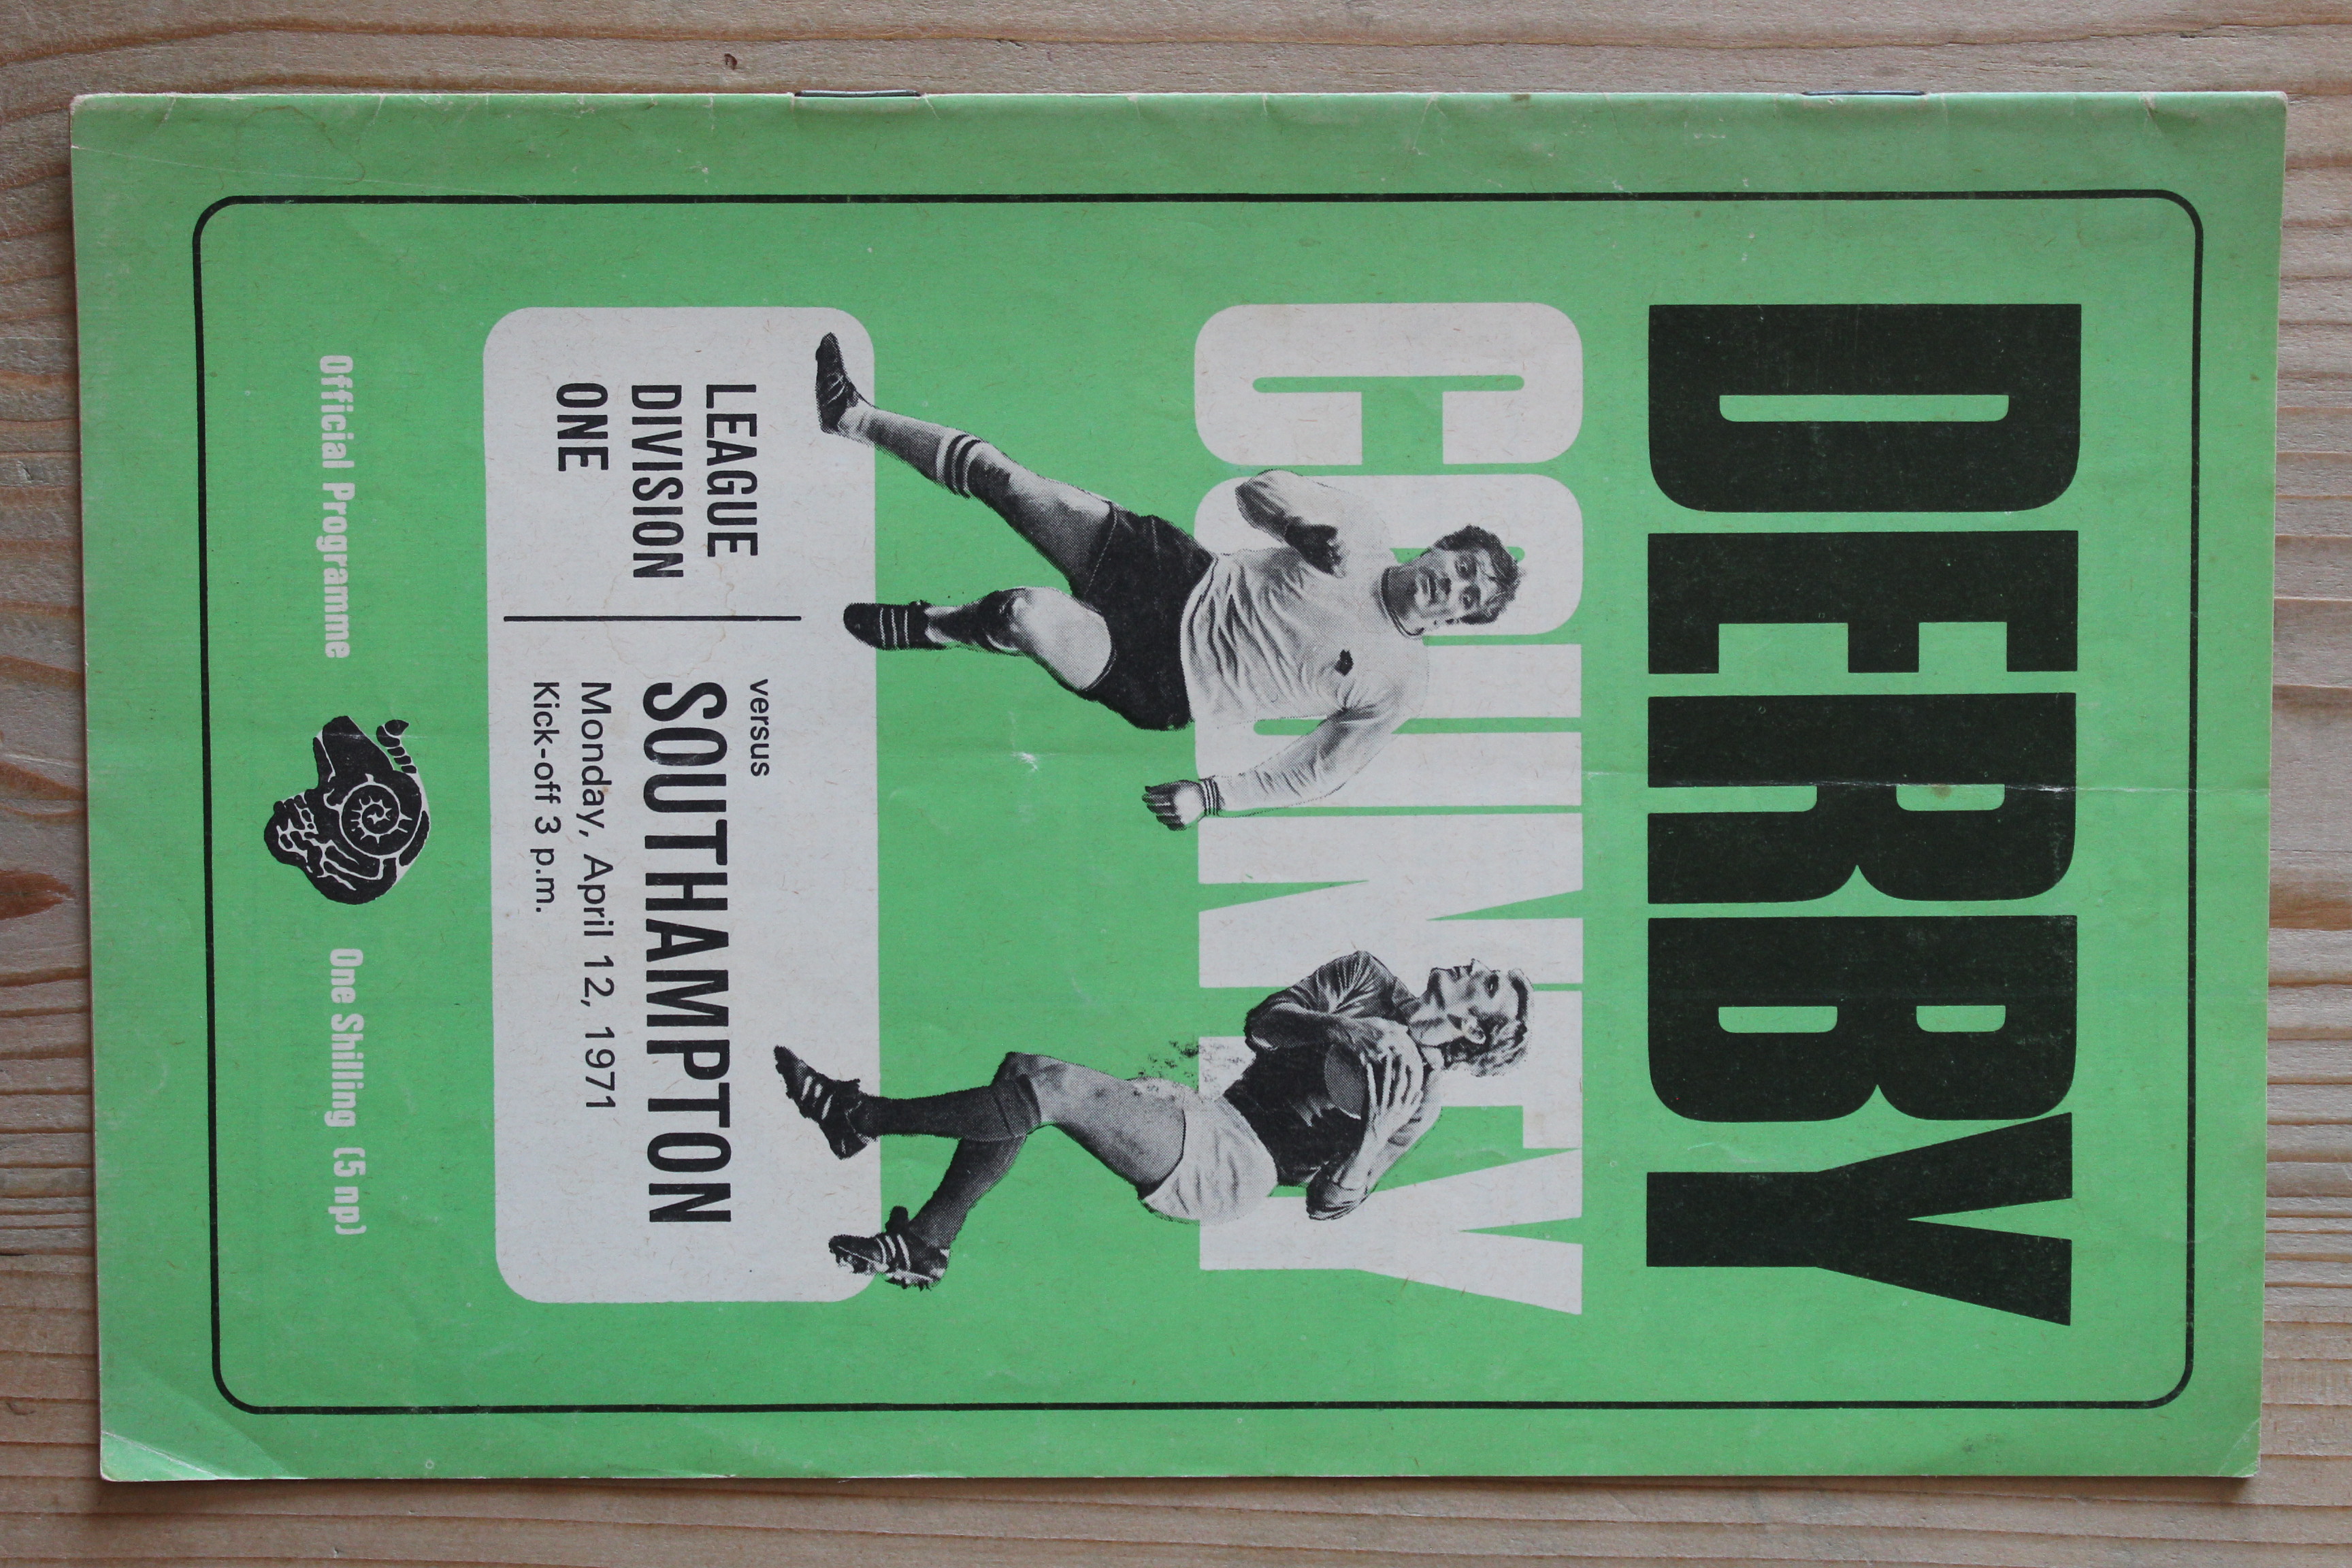 DERBY
COUNTY
LEAGUE
DIVISION
ONE
versus
SOUTHAMPTON
Monday, April 12, 1971
Kick-off 3 p.m.
Official Programme
One Shilling (5 np)